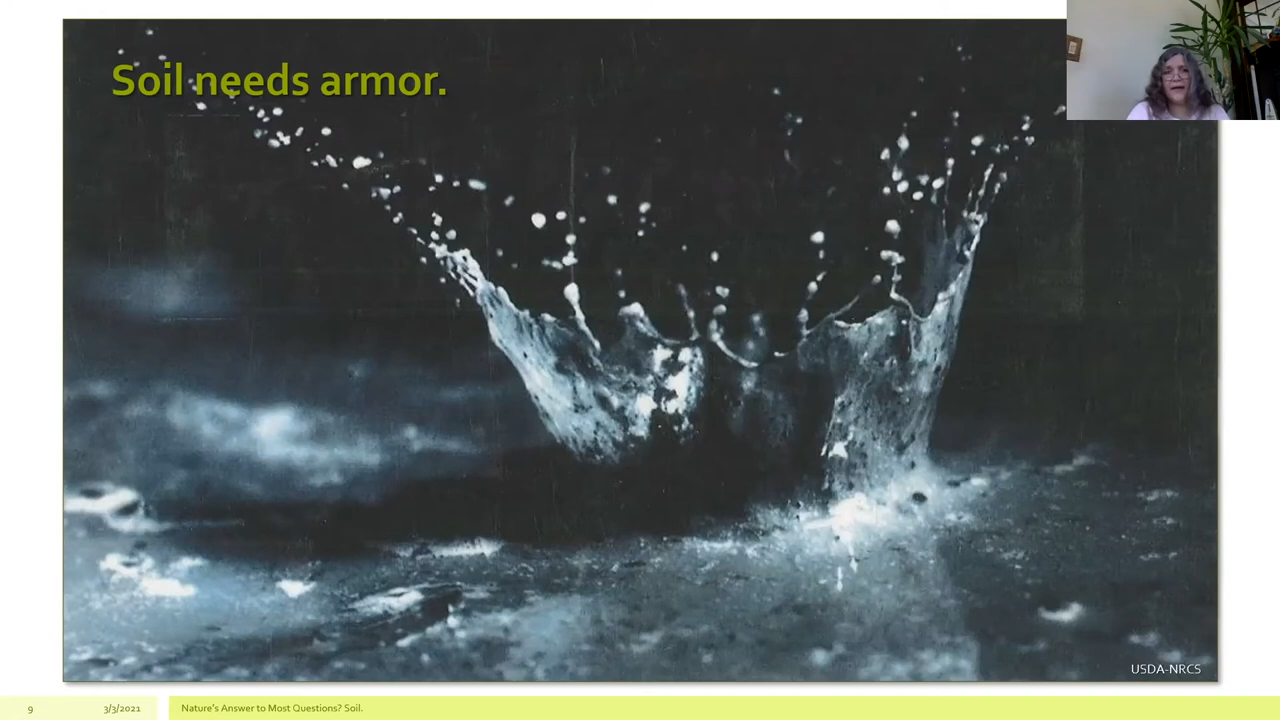 Soil needs armor.
USDA-NRCS
9 3/3/2021 Nature's Answer to Most Questions? Soil.